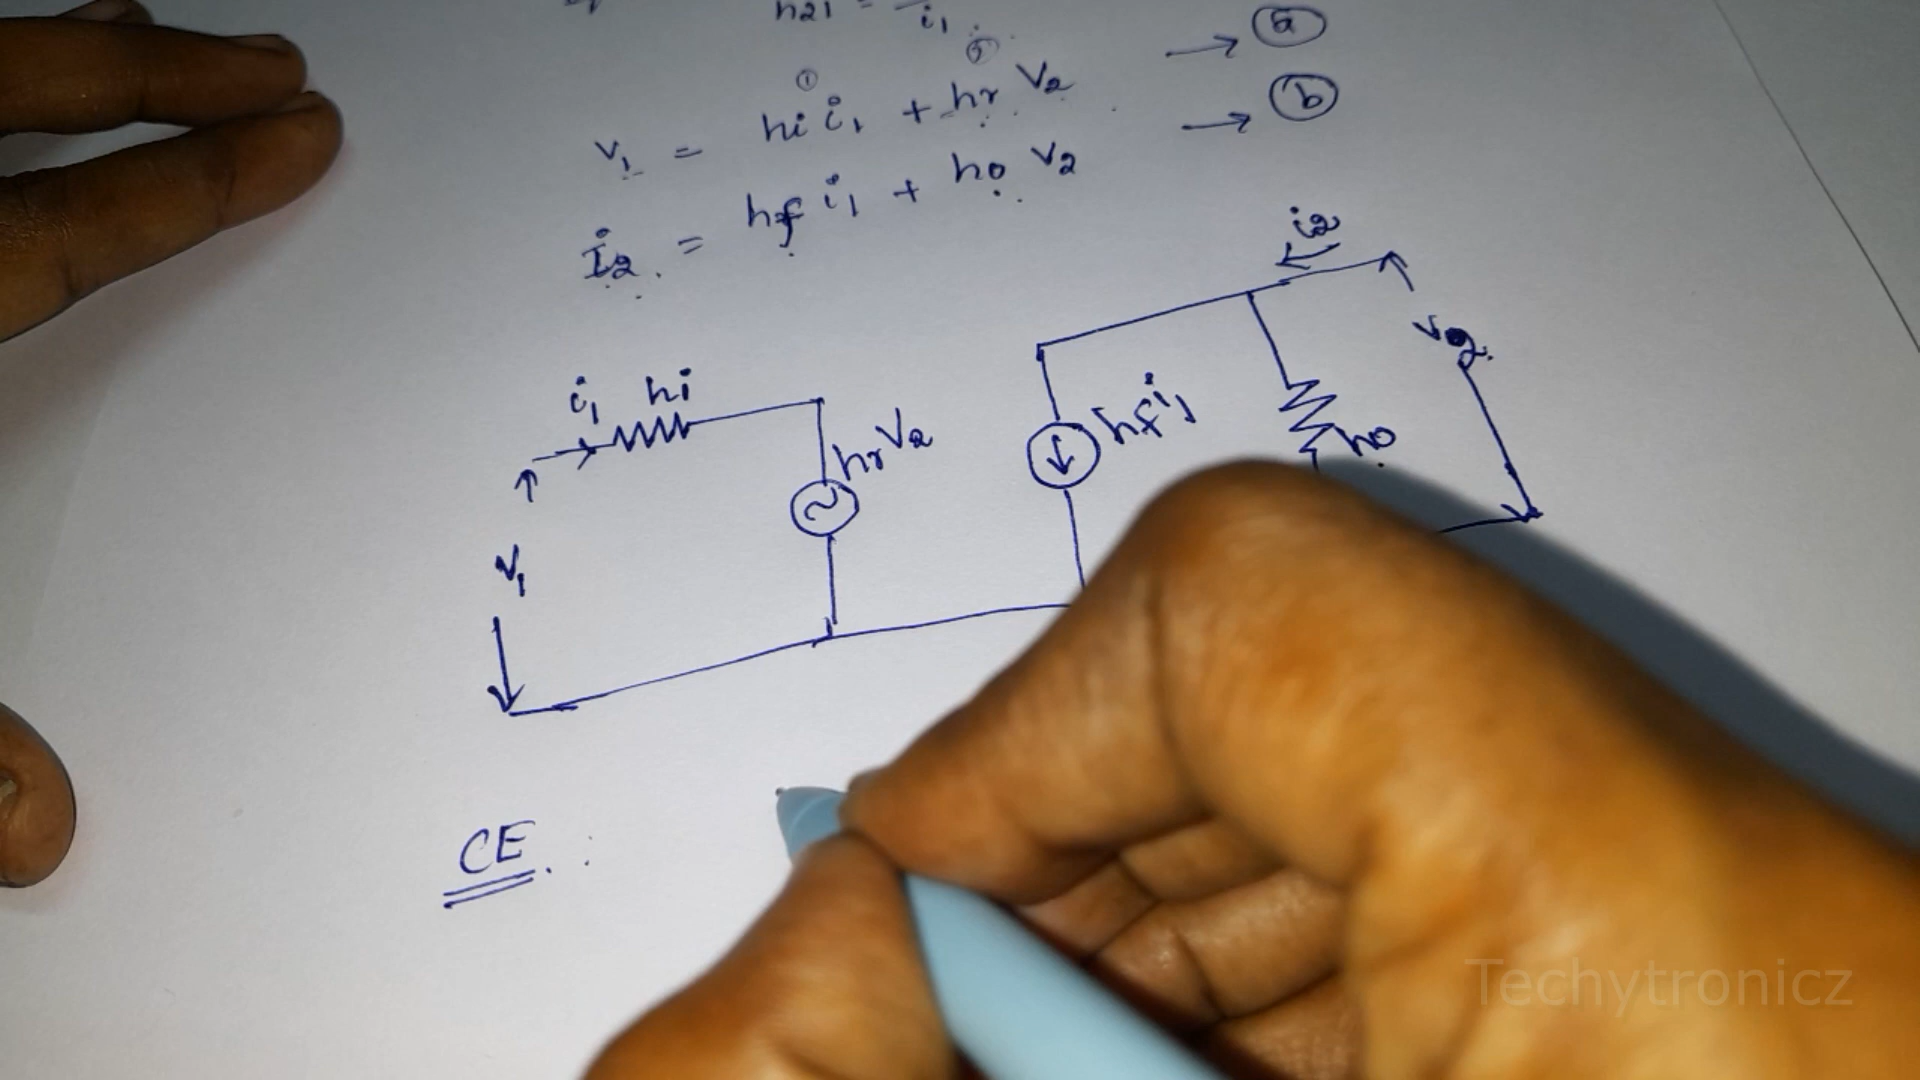 h21 = i1
→ (a)
(1)
V1 = hi i1 + hr V2
→ (b)
I2 = hf i1 + ho V2
i2
V2
i1 hi
hr V2
hf i1
ho
V1
CE :
Techytronicz